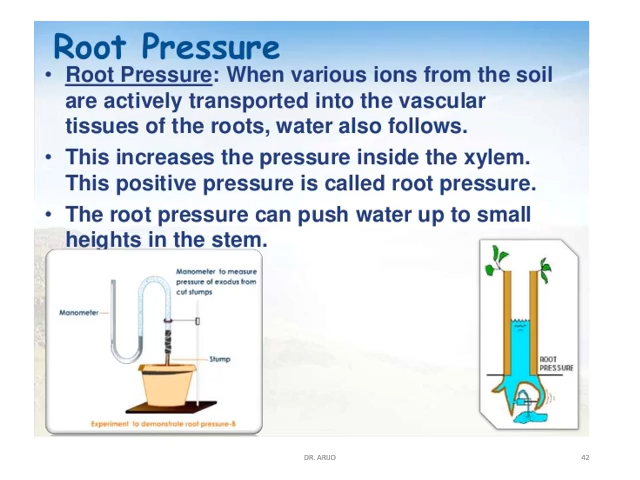 Root Pressure
• Root Pressure: When various ions from the soil
are actively transported into the vascular
tissues of the roots, water also follows.
• This increases the pressure inside the xylem.
This positive pressure is called root pressure.
• The root pressure can push water up to small
heights in the stem.
Manometer to measure
pressure of exodus from
cut stumps
Manometer
Stump
Experiment to demonstrate root pressure-B
ROOT
PRESSURE
DR. ARIJO
42